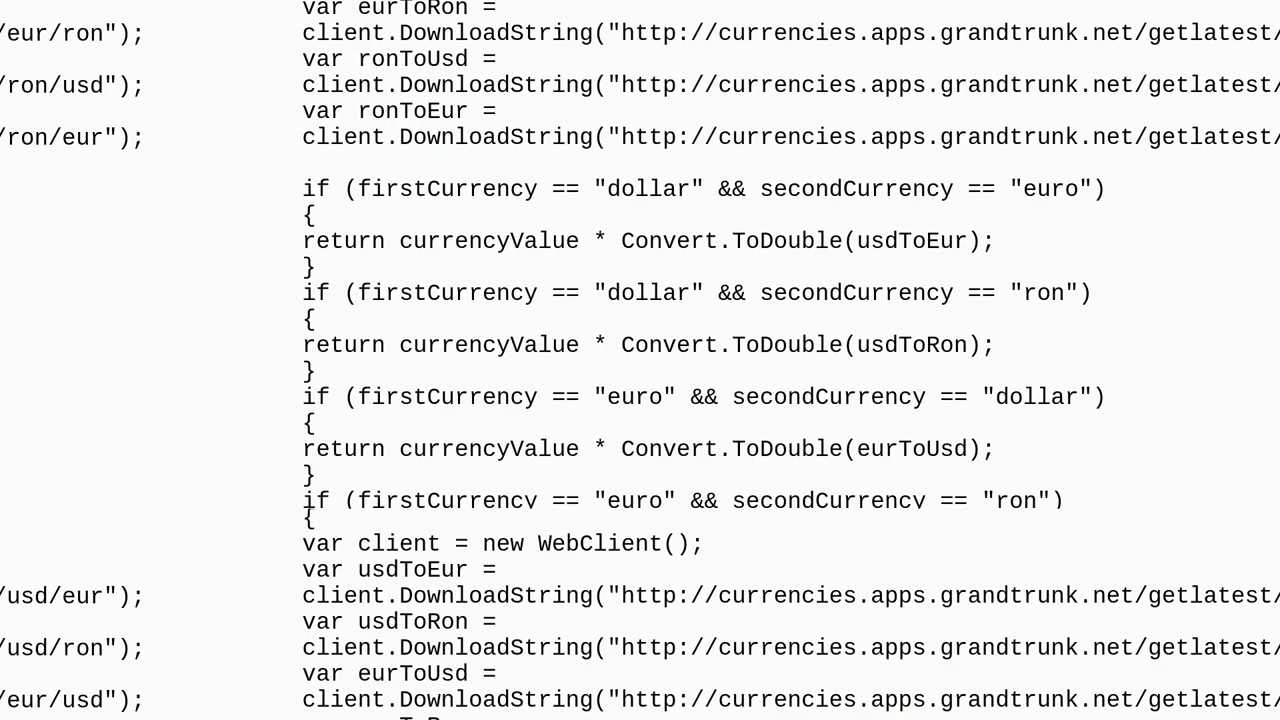 var eurToRon =
/eur/ron"); client.DownloadString("http://currencies.apps.grandtrunk.net/getlatest/
var ronToUsd =
/ron/usd"); client.DownloadString("http://currencies.apps.grandtrunk.net/getlatest/
var ronToEur =
/ron/eur"); client.DownloadString("http://currencies.apps.grandtrunk.net/getlatest/
if (firstCurrency == "dollar" && secondCurrency == "euro")
{
return currencyValue * Convert.ToDouble(usdToEur);
}
if (firstCurrency == "dollar" && secondCurrency == "ron")
{
return currencyValue * Convert.ToDouble(usdToRon);
}
if (firstCurrency == "euro" && secondCurrency == "dollar")
{
return currencyValue * Convert.ToDouble(eurToUsd);
}
if (firstCurrency == "euro" && secondCurrency == "ron")
{
var client = new WebClient();
var usdToEur =
/usd/eur"); client.DownloadString("http://currencies.apps.grandtrunk.net/getlatest/
var usdToRon =
/usd/ron"); client.DownloadString("http://currencies.apps.grandtrunk.net/getlatest/
var eurToUsd =
/eur/usd"); client.DownloadString("http://currencies.apps.grandtrunk.net/getlatest/